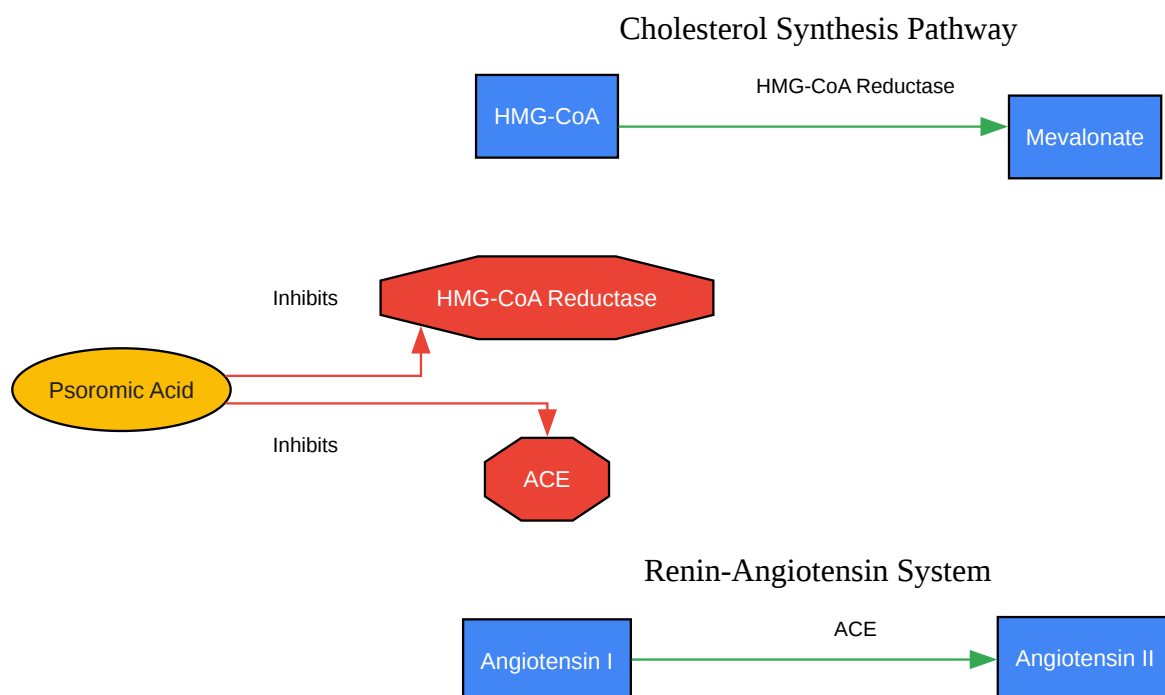 Cholesterol Synthesis Pathway
HMG-CoA Reductase
HMG-CoA
Mevalonate
Inhibits
HMG-CoA Reductase
Psoromic Acid
Inhibits
ACE
Renin-Angiotensin System
ACE
Angiotensin I
Angiotensin II